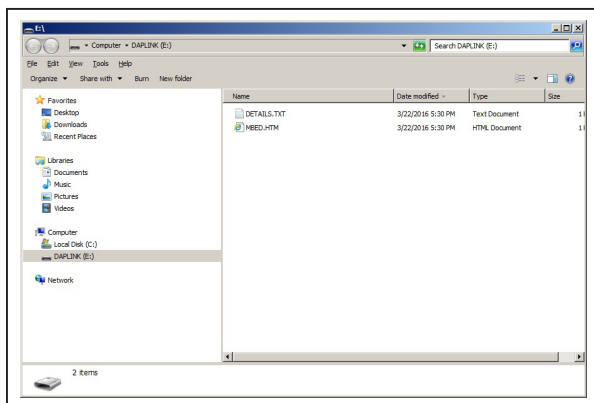 E:\
Computer DAPLINK (E:)
Search DAPLINK (E:)
File Edit View Tools Help
Organize Share with Burn New folder
Favorites
Desktop
Downloads
Recent Places
Libraries
Documents
Music
Pictures
Videos
Computer
Local Disk (C:)
DAPLINK (E:)
Network
Name Date modified Type Size
DETAILS.TXT 3/22/2016 5:30 PM Text Document 1
MBED.HTM 3/22/2016 5:30 PM HTML Document 1
2 items